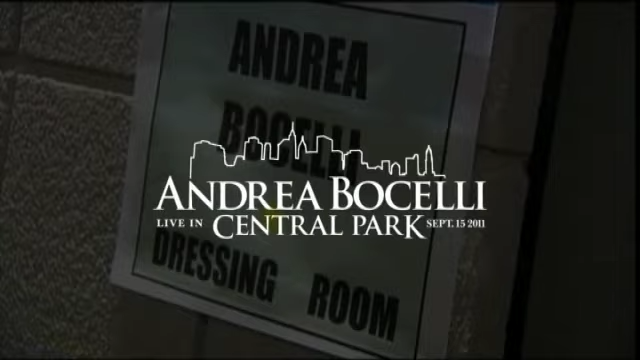 ANDREA
BOCELLI
ANDREA BOCELLI
LIVE IN CENTRAL PARK SEPT. 15 2011
DRESSING ROOM